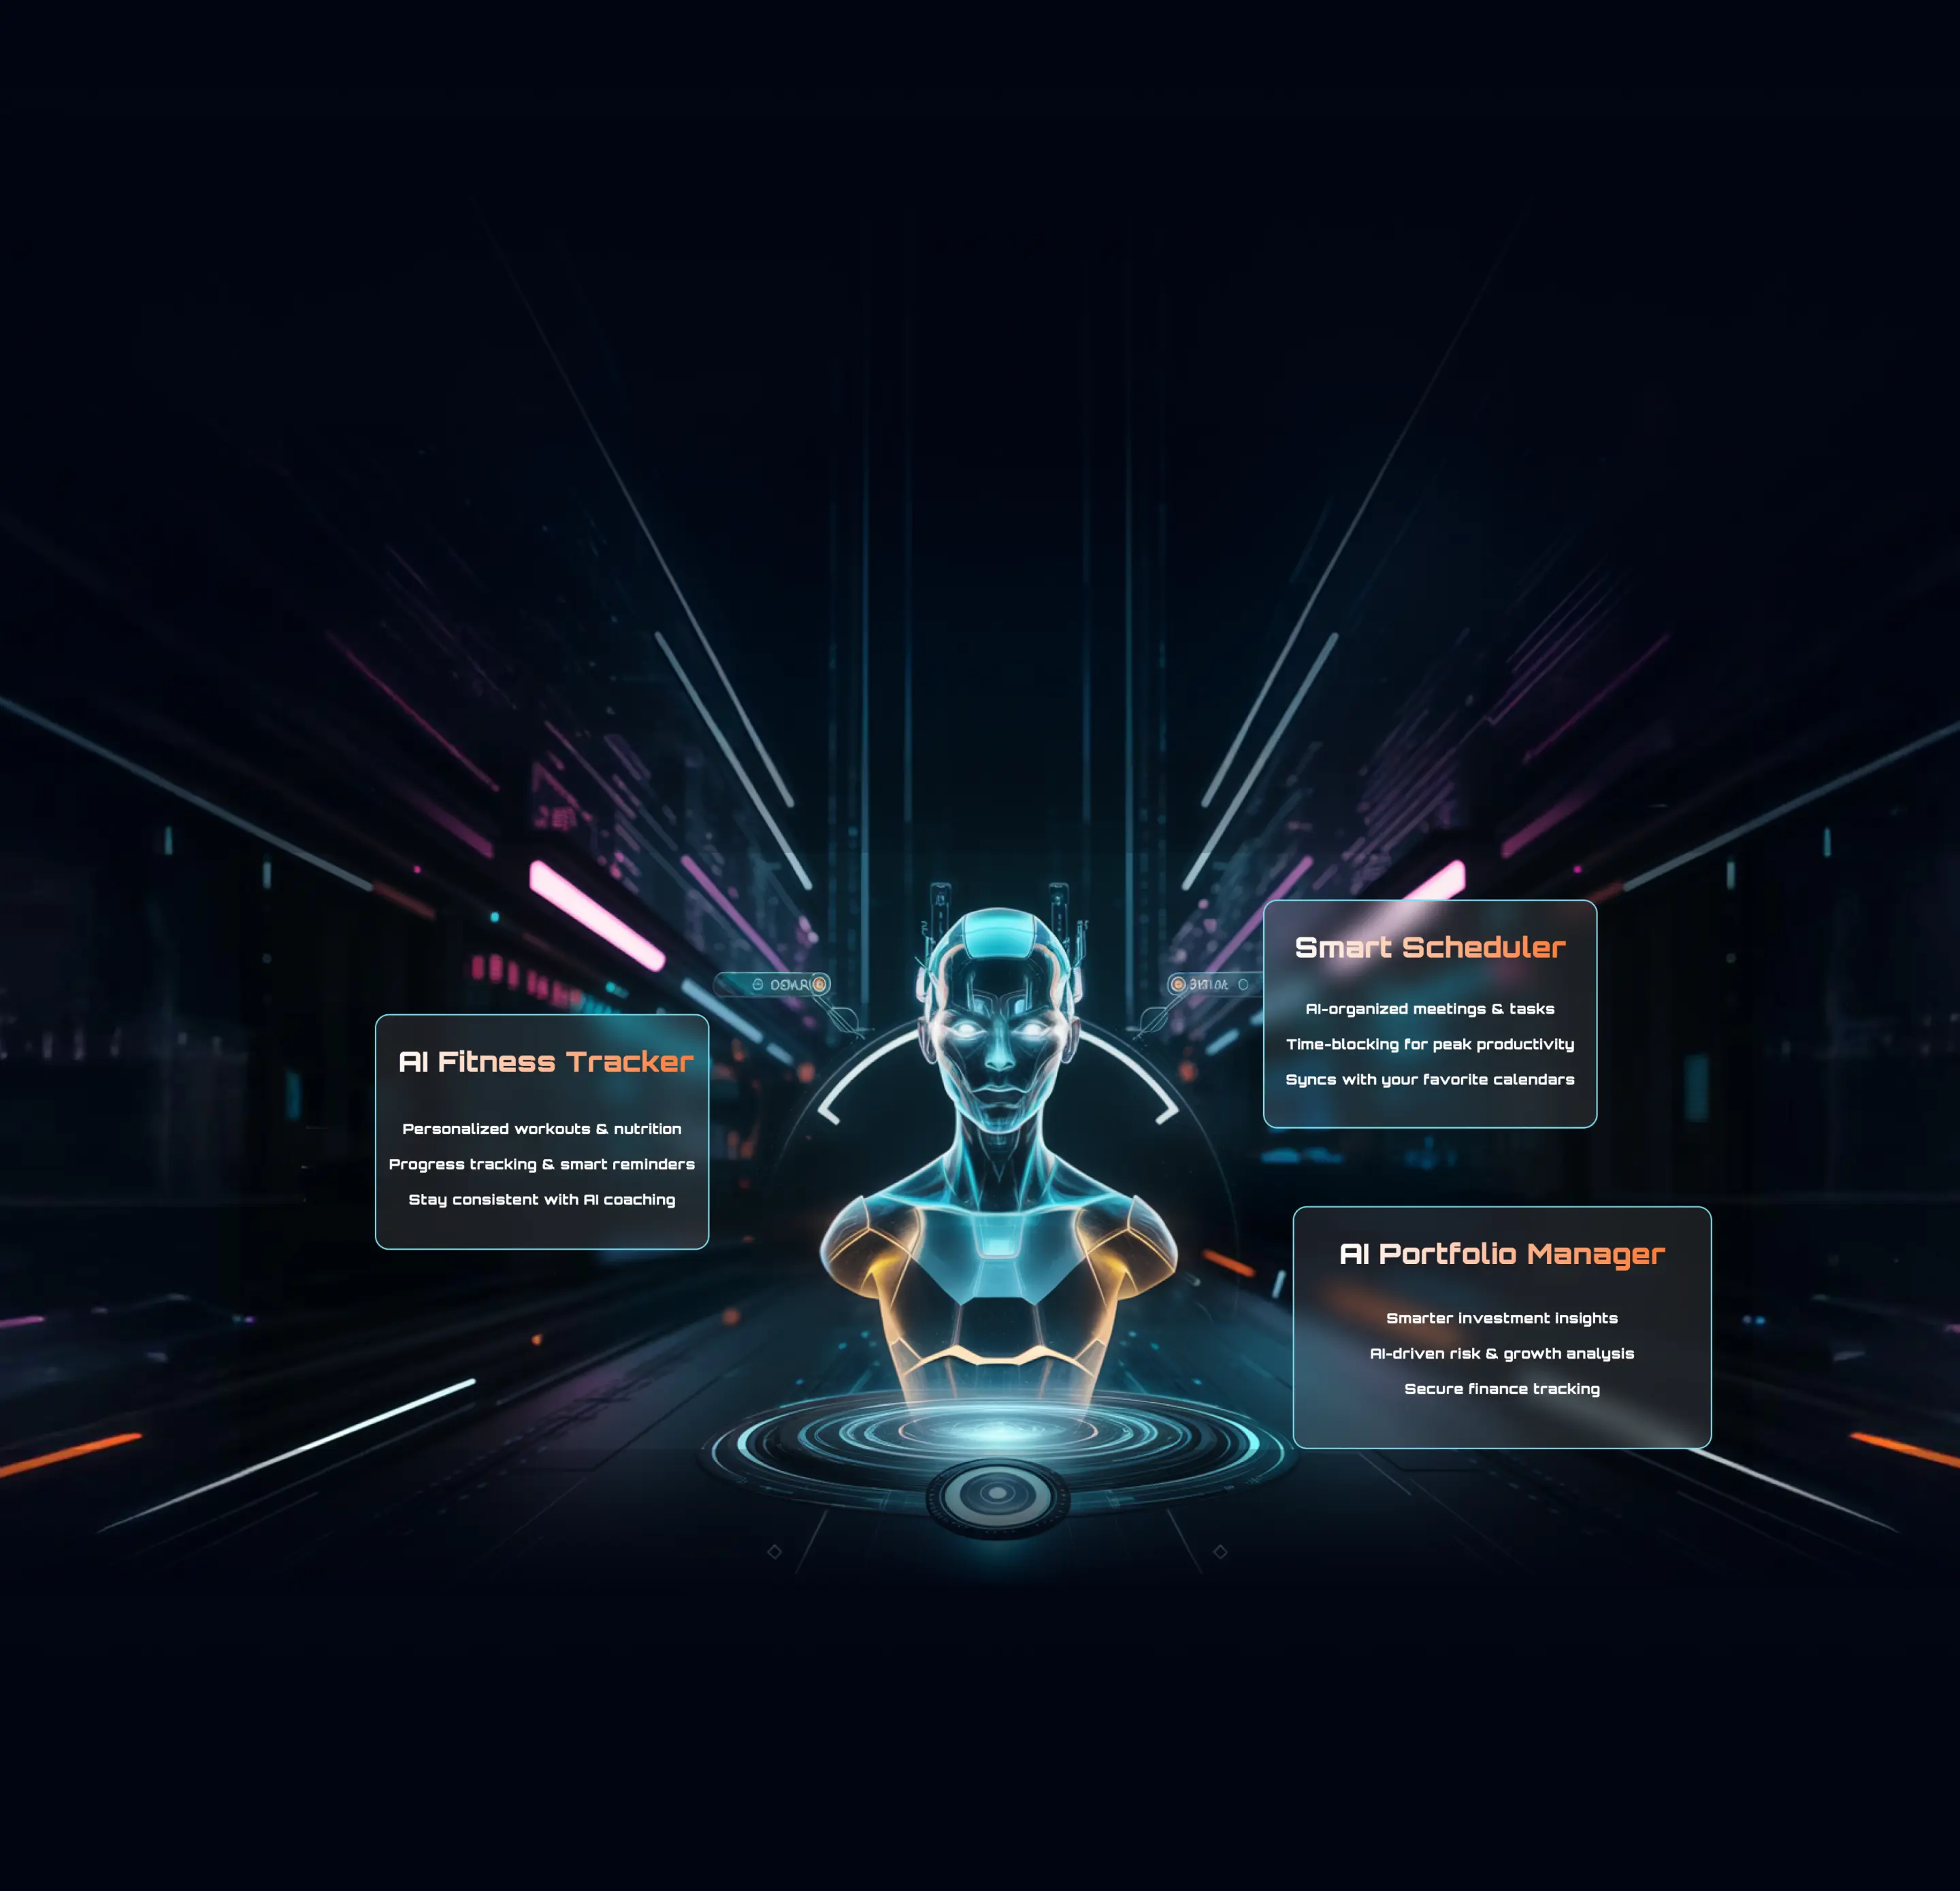 Smart Scheduler
AI-organized meetings & tasks
Time-blocking for peak productivity
Syncs with your favorite calendars
AI Fitness Tracker
Personalized workouts & nutrition
Progress tracking & smart reminders
Stay consistent with AI coaching
AI Portfolio Manager
Smarter investment insights
AI-driven risk & growth analysis
Secure finance tracking